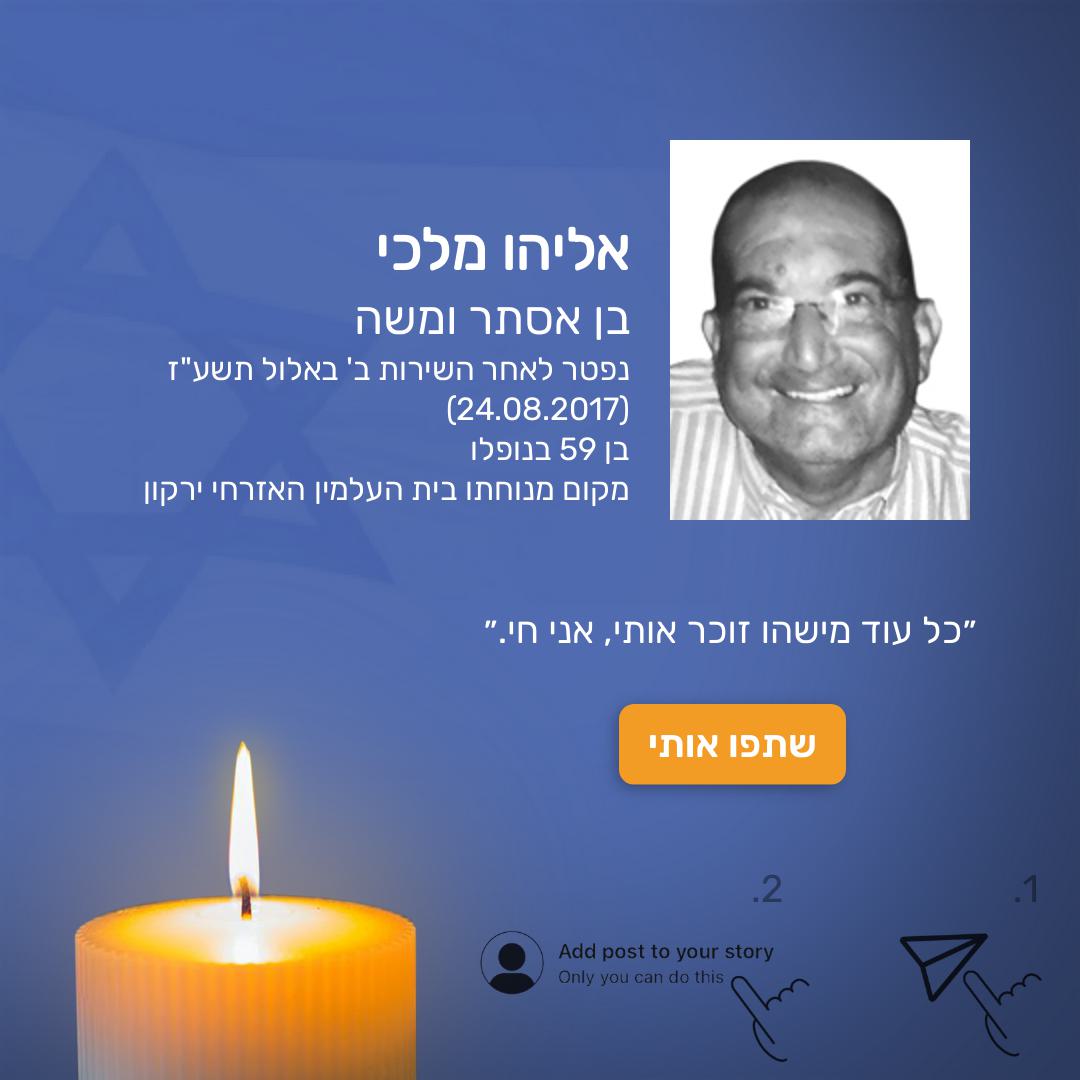 אליהו מלכי
בן אסתר ומשה
נפטר לאחר השירות ב' באלול תשע"ז
(24.08.2017)
בן 59 בנופלו
מקום מנוחתו בית העלמין האזרחי ירקון
״כל עוד מישהו זוכר אותי, אני חי.״
שתפו אותי
.1
.2
Add post to your story
Only you can do this